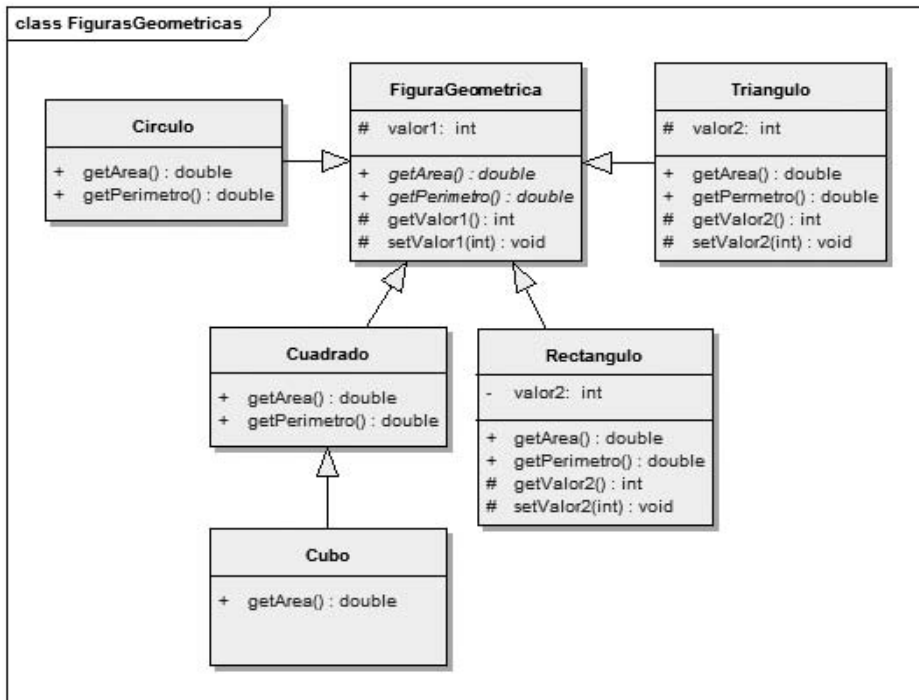 class FigurasGeometricas
Circulo
+ getArea() : double
+ getPerimetro() : double
FiguraGeometrica
# valor1: int
+ getArea() : double
+ getPerimetro() : double
# getValor1() : int
# setValor1(int) : void
Triangulo
# valor2: int
+ getArea() : double
+ getPermetro() : double
# getValor2() : int
# setValor2(int) : void
Cuadrado
+ getArea() : double
+ getPerimetro() : double
Rectangulo
- valor2: int
+ getArea() : double
+ getPerimetro() : double
# getValor2() : int
# setValor2(int) : void
Cubo
+ getArea() : double